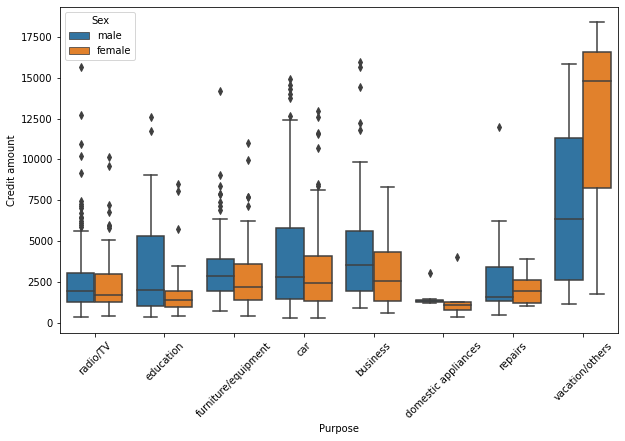 Sex
male
female
17500
15000
12500
10000
7500
5000
2500
0
Credit amount
radio/TV
education
furniture/equipment
car
business
domestic appliances
repairs
vacation/others
Purpose